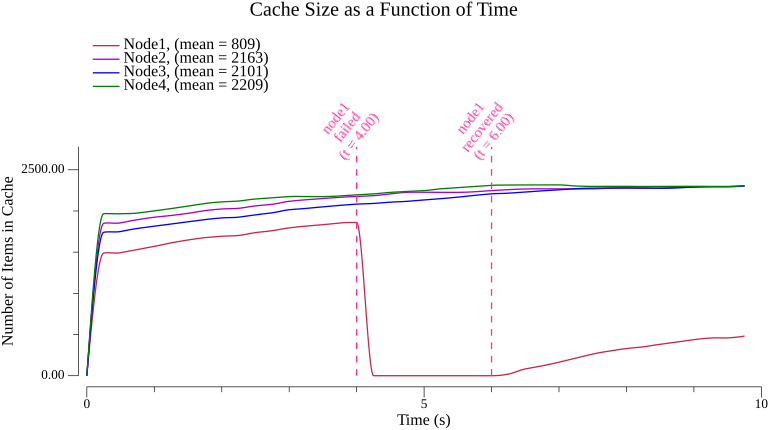 Cache Size as a Function of Time
Node1, (mean = 809)
Node2, (mean = 2163)
Node3, (mean = 2101)
Node4, (mean = 2209)
node1
failed
(t = 4.00)
node1
recovered
(t = 6.00)
2500.00
0.00
Number of Items in Cache
0
5
10
Time (s)